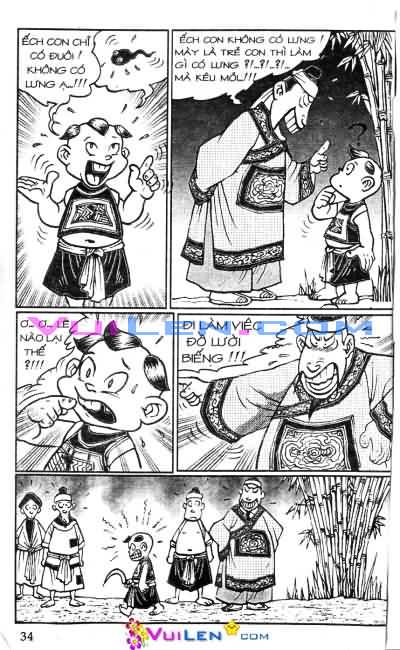 ẾCH CON CHỈ
CÓ ĐUÔI !
KHÔNG CÓ
LƯNG Ạ...!!!
ẾCH CON KHÔNG CÓ LƯNG !
MÀY LÀ TRẺ CON THÌ LÀM
GÌ CÓ LƯNG ?!..?!..?!..
MÀ KÊU MỎI...!!!
?
Ơ... Ơ... LẼ
NÀO LẠI
THẾ
?!!!
ĐI LÀM VIỆC
ĐỒ LƯỜI
BIẾNG !!!
VuiLen.com
34
VuiLen.com